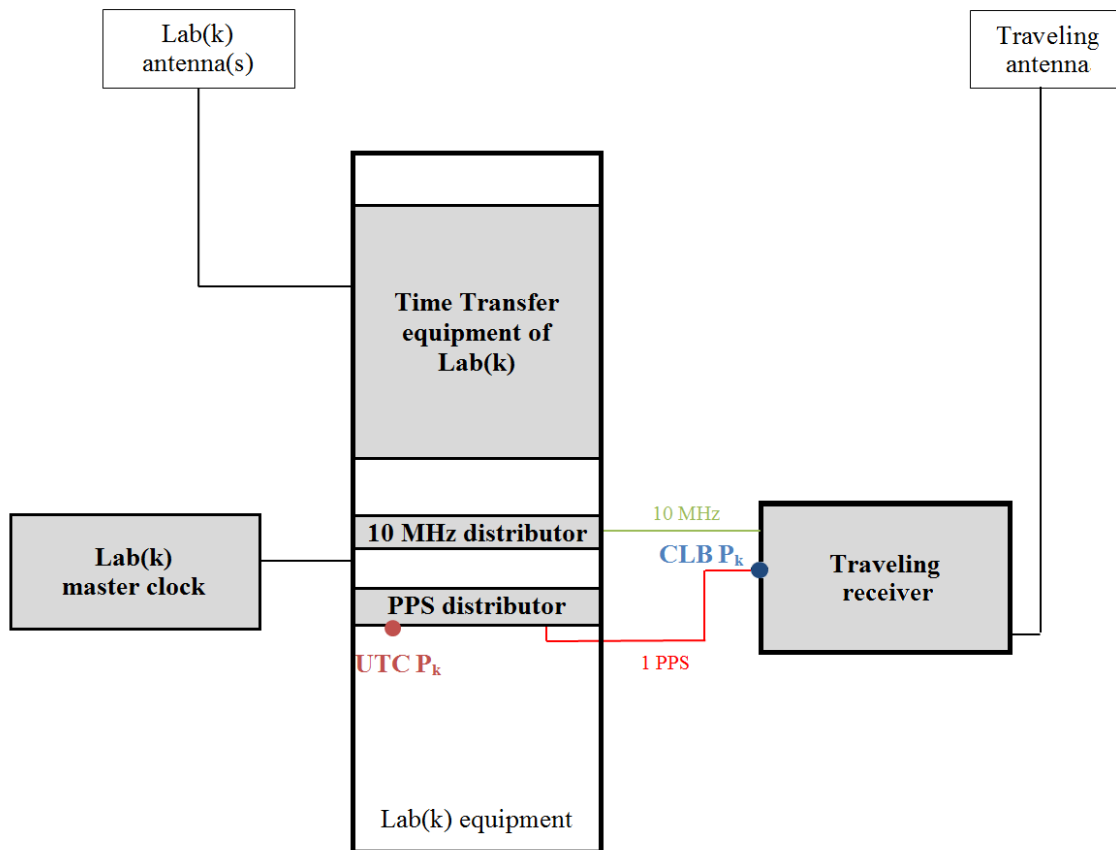 Lab(k)
antenna(s)
Traveling
antenna
Time Transfer
equipment of
Lab(k)
10 MHz distributor
10 MHz
Lab(k)
master clock
CLB Pk
Traveling
receiver
PPS distributor
UTC Pk
1 PPS
Lab(k) equipment